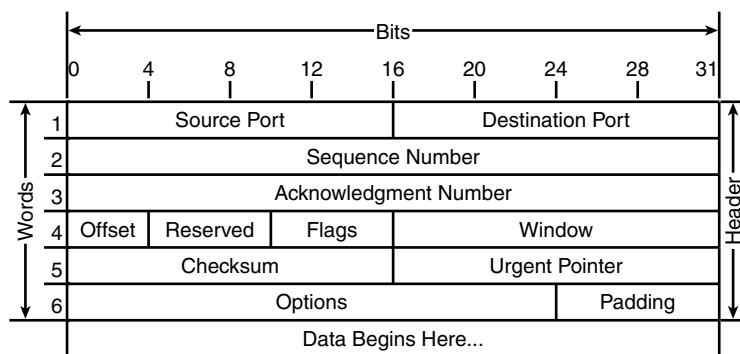 Bits
0 4 8 12 16 20 24 28 31
1 Source Port Destination Port
2 Sequence Number
3 Acknowledgment Number
4 Offset Reserved Flags Window
5 Checksum Urgent Pointer
6 Options Padding
Data Begins Here...
Words
Header